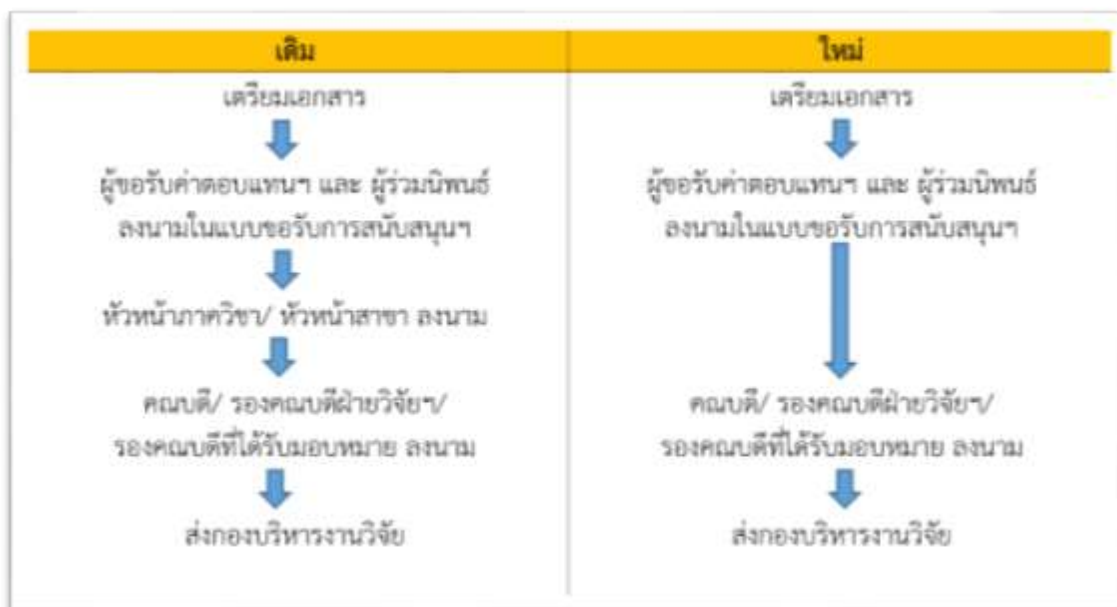 เดิม
เตรียมเอกสาร
ผู้ขอรับค่าตอบแทนฯ และ ผู้ร่วมนิพนธ์
ลงนามในแบบขอรับการสนับสนุนฯ
หัวหน้าภาควิชา/ หัวหน้าสาขา ลงนาม
คณบดี/ รองคณบดีฝ่ายวิจัยฯ/
รองคณบดีที่ได้รับมอบหมาย ลงนาม
ส่งกองบริหารงานวิจัย
ใหม่
เตรียมเอกสาร
ผู้ขอรับค่าตอบแทนฯ และ ผู้ร่วมนิพนธ์
ลงนามในแบบขอรับการสนับสนุนฯ
คณบดี/ รองคณบดีฝ่ายวิจัยฯ/
รองคณบดีที่ได้รับมอบหมาย ลงนาม
ส่งกองบริหารงานวิจัย